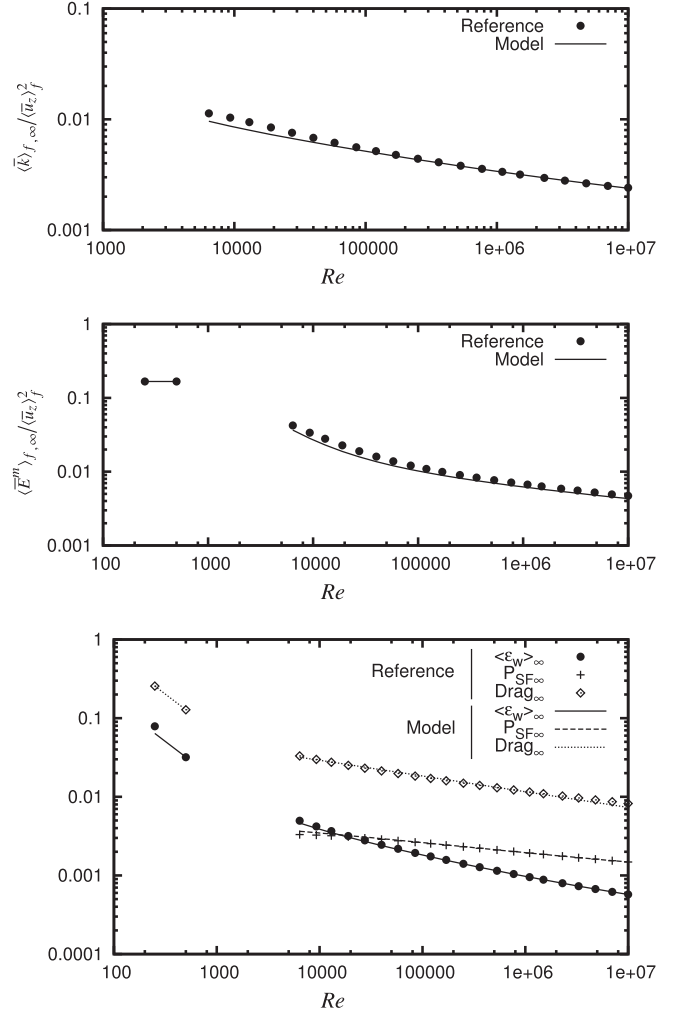 0.1
Reference
Model
0.01
0.001
⟨k̄⟩f,∞/⟨ūz⟩²f
1000 10000 100000 1e+06 1e+07
Re
1
Reference
Model
0.1
0.01
0.001
⟨Ēᵐ⟩f,∞/⟨ūz⟩²f
100 1000 10000 100000 1e+06 1e+07
Re
1
<εw>∞
Reference PSF∞
Drag∞
<εw>∞
Model PSF∞
Drag∞
0.1
0.01
0.001
0.0001
100 1000 10000 100000 1e+06 1e+07
Re